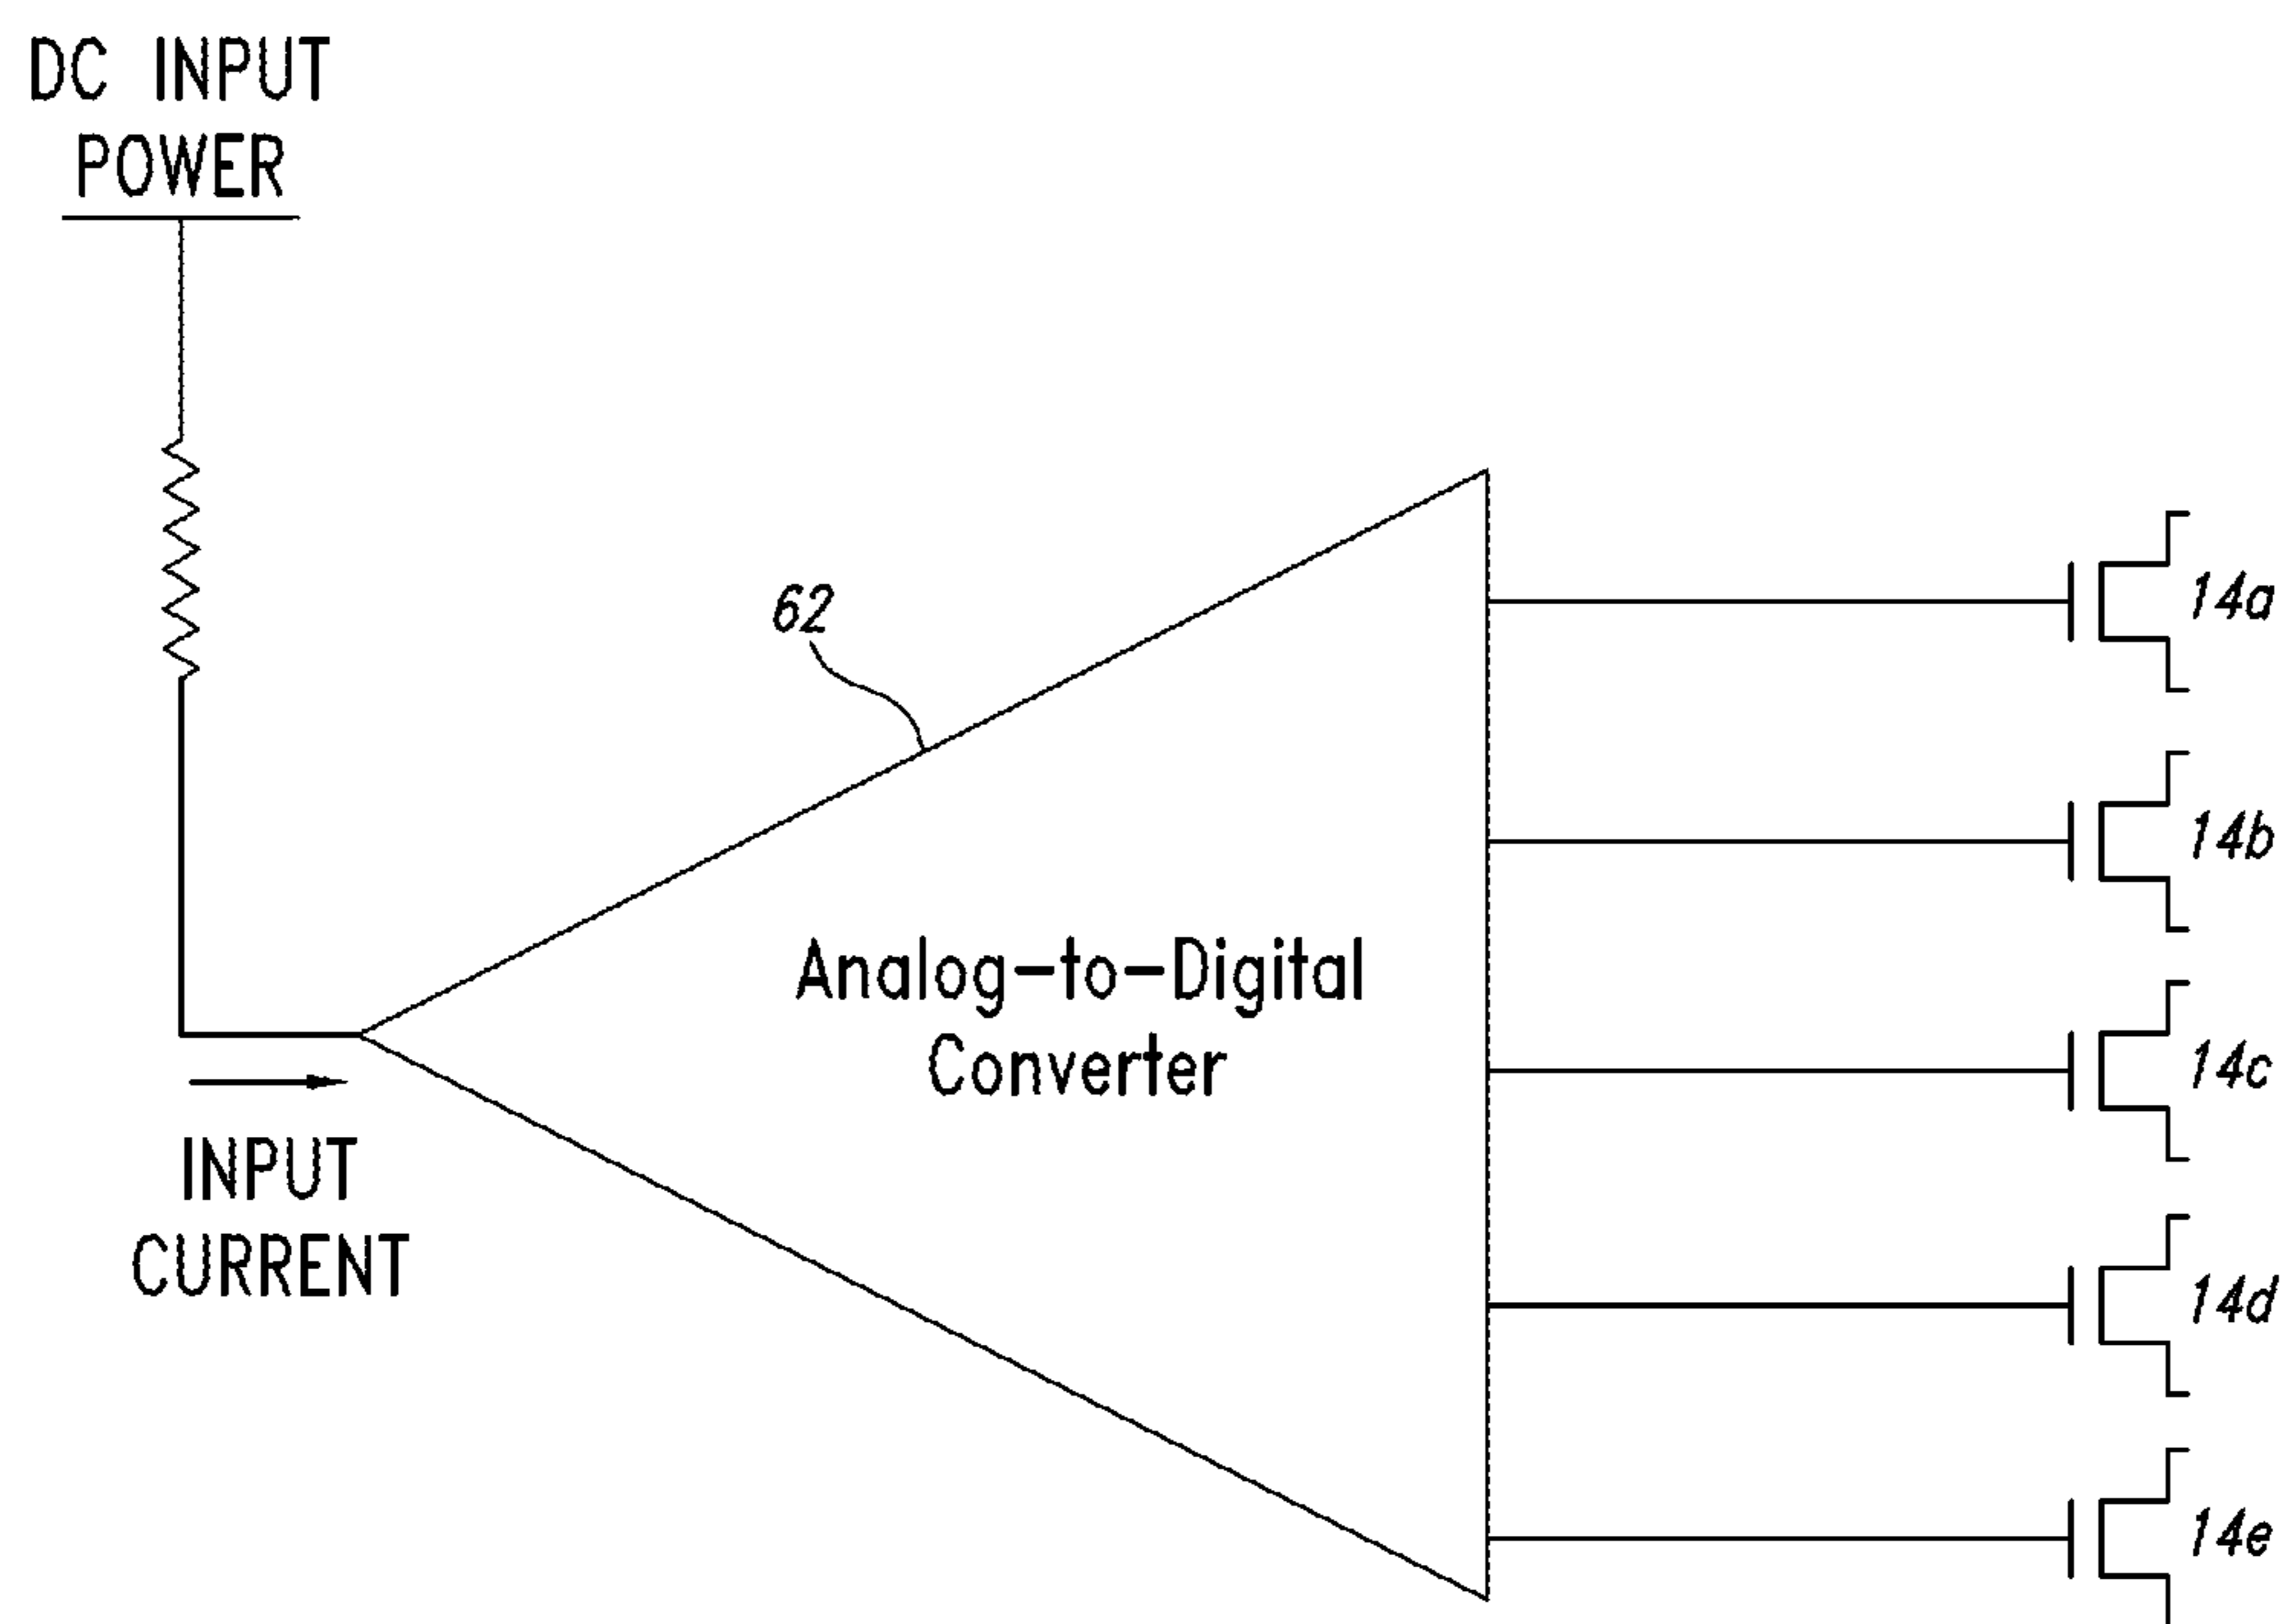 DC INPUT
POWER
62
14a
14b
Analog-to-Digital
Converter
14c
INPUT
CURRENT
14d
14e